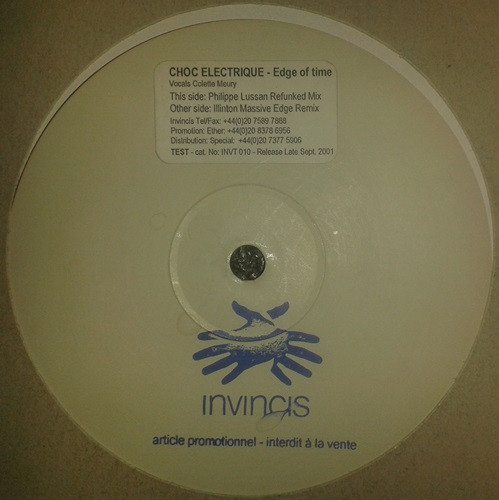 CHOC ELECTRIQUE - Edge of time
Vocals Colette Meury
This side: Philippe Lussan Refunked Mix
Other side: Illinton Massive Edge Remix
Invincis Tel/Fax: +44(0)20 7589 7868
Promotion: Ether: +44(0)20 8378 6956
Distribution: Special: +44(0)20 7377 5906
TEST - cat. No: INVT 010 - Release Late Sept. 2001
INVINCIS
article promotionnel - interdit à la vente